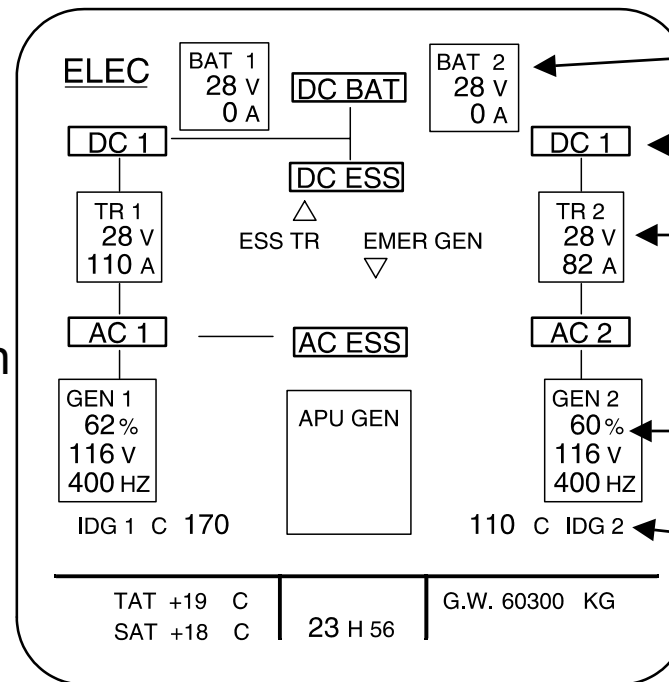 ELEC
BAT 1
28 V
0 A
DC BAT
BAT 2
28 V
0 A
DC 1
DC ESS
DC 1
TR 1
28 V
110 A
ESS TR
EMER GEN
TR 2
28 V
82 A
AC 1
AC ESS
AC 2
n
GEN 1
62 %
116 V
400 HZ
APU GEN
GEN 2
60 %
116 V
400 HZ
IDG 1 C 170
110 C IDG 2
TAT +19 C
SAT +18 C
23 H 56
G.W. 60300 KG